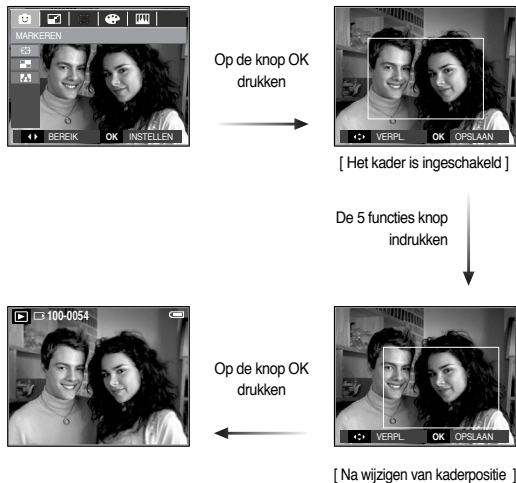 MARKEREN
BEREIK OK INSTELLEN
Op de knop OK
drukken
VERPL. OK OPSLAAN
[ Het kader is ingeschakeld ]
De 5 functies knop
indrukken
100-0054
Op de knop OK
drukken
VERPL. OK OPSLAAN
[ Na wijzigen van kaderpositie ]